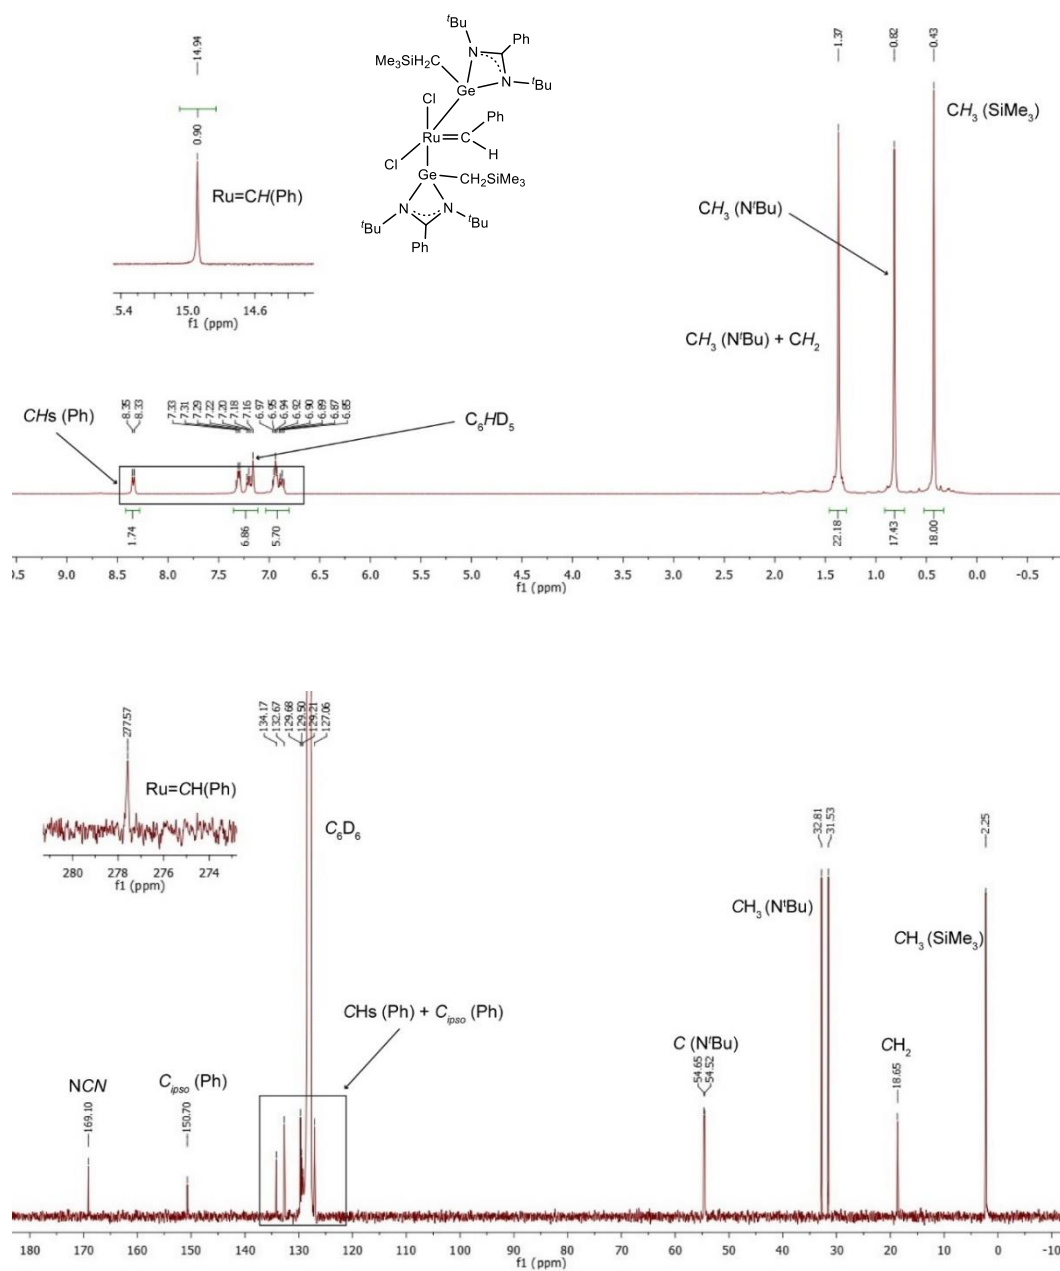 14.94
0.90
Ru=CH(Ph)
5.4
15.0
14.6
f1 (ppm)
tBu
Ph
N
Me3SiH2C
N
tBu
Ge
Cl
Ph
Ru
C
H
Cl
Ge
CH2SiMe3
N
N
tBu
tBu
Ph
1.37
0.82
0.43
CH3 (SiMe3)
CH3 (NtBu)
CH3 (NtBu) + CH2
CHs (Ph)
C6HD5
8.35
8.33
7.33
7.31
7.29
7.22
7.20
7.18
7.16
6.97
6.95
6.94
6.92
6.90
6.89
6.87
6.85
1.74
6.86
5.70
22.18
17.43
18.00
9.5 9.0 8.5 8.0 7.5 7.0 6.5 6.0 5.5 5.0 4.5 4.0 3.5 3.0 2.5 2.0 1.5 1.0 0.5 0.0 -0.5
f1 (ppm)
277.57
Ru=CH(Ph)
280 278 276 274
f1 (ppm)
134.17
132.67
129.68
129.50
129.21
127.06
C6D6
32.81
31.53
2.25
CH3 (NtBu)
CH3 (SiMe3)
CHs (Ph) + Cipso (Ph)
C (NtBu)
54.65
54.52
CH2
18.65
NCN
169.10
Cipso (Ph)
150.70
180 170 160 150 140 130 120 110 100 90 80 70 60 50 40 30 20 10 0 -10
f1 (ppm)